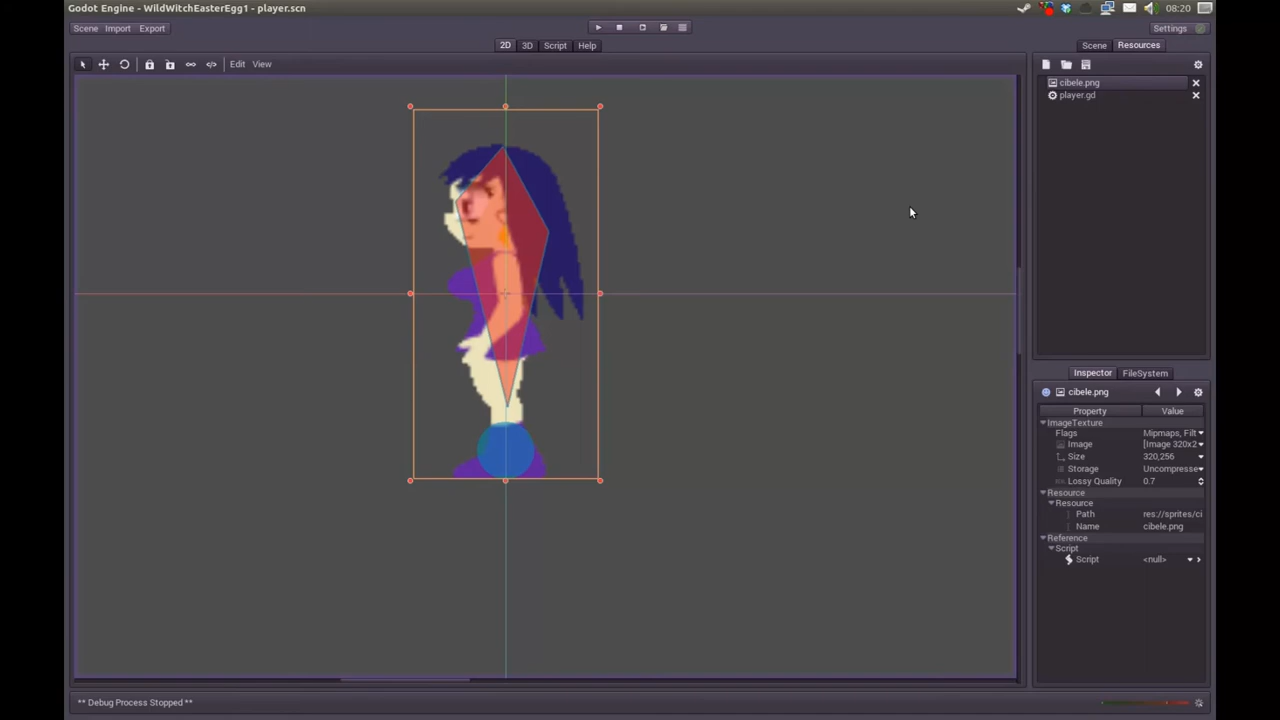 Godot Engine - WildWitchEasterEgg1 - player.scn
08:20
Scene Import Export
Settings
2D 3D Script Help
Scene Resources
Edit View
cibele.png
player.gd
Inspector FileSystem
cibele.png
Property Value
ImageTexture
Flags Mipmaps, Filt
Image [Image 320x2
Size 320,256
Storage Uncompresse
Lossy Quality 0.7
Resource
Resource
Path res://sprites/ci
Name cibele.png
Reference
Script
Script <null>
** Debug Process Stopped **